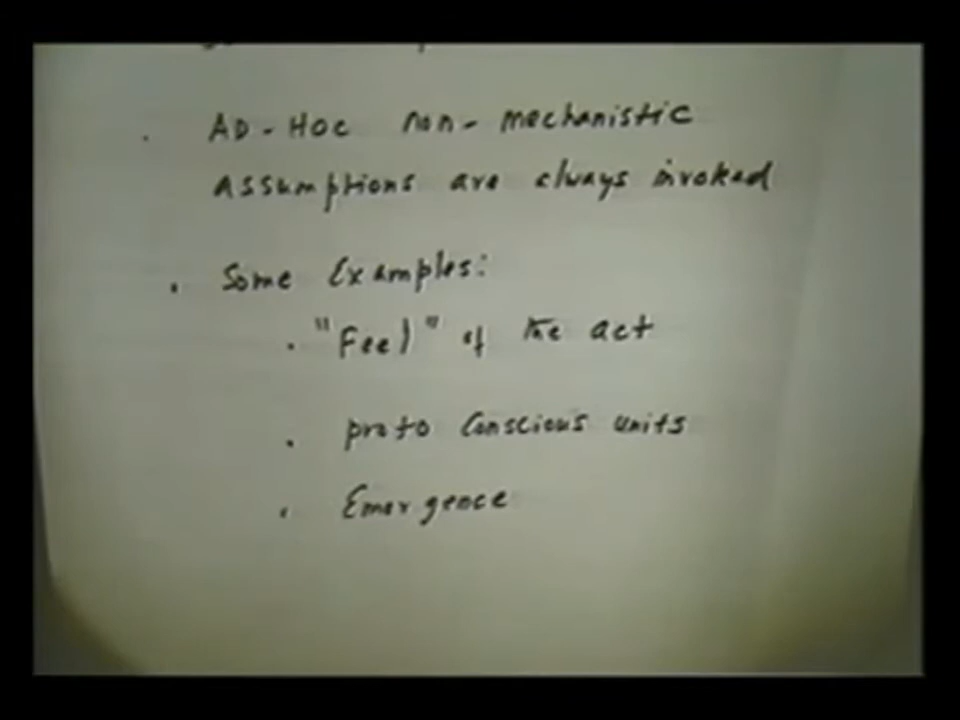 . AD-HOC non-mechanistic
assumptions are always invoked
. Some Examples:
. "Feel" of the act
. proto conscious units
. Emergence